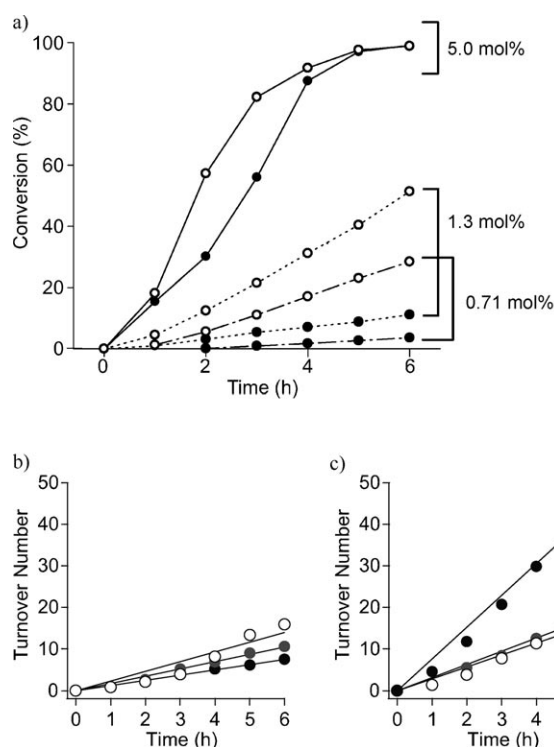 a)
100
80
60
40
20
0
Conversion (%)
0
2
4
6
Time (h)
5.0 mol%
1.3 mol%
0.71 mol%
b)
50
40
30
20
10
0
Turnover Number
0 1 2 3 4 5 6
Time (h)
c)
50
40
30
20
10
0
Turnover Number
0 1 2 3 4
Time (h)